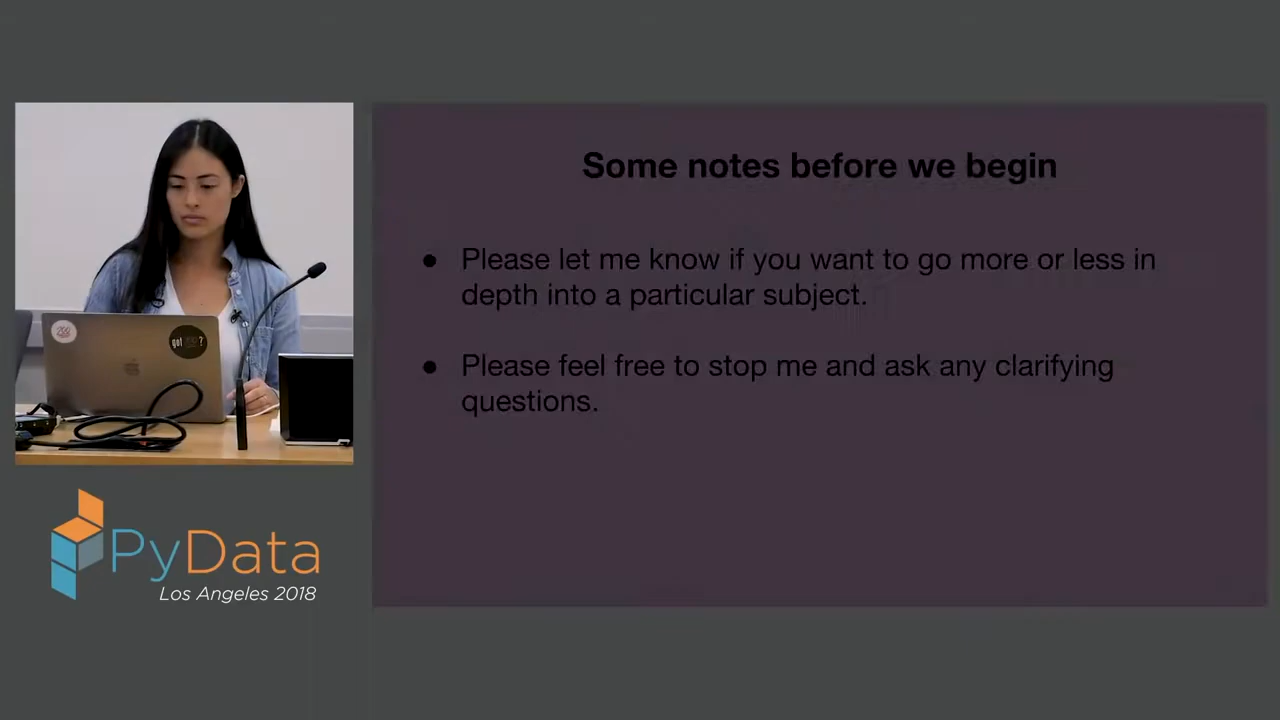 Some notes before we begin
● Please let me know if you want to go more or less in
depth into a particular subject.
● Please feel free to stop me and ask any clarifying
questions.
got ?
PyData
Los Angeles 2018